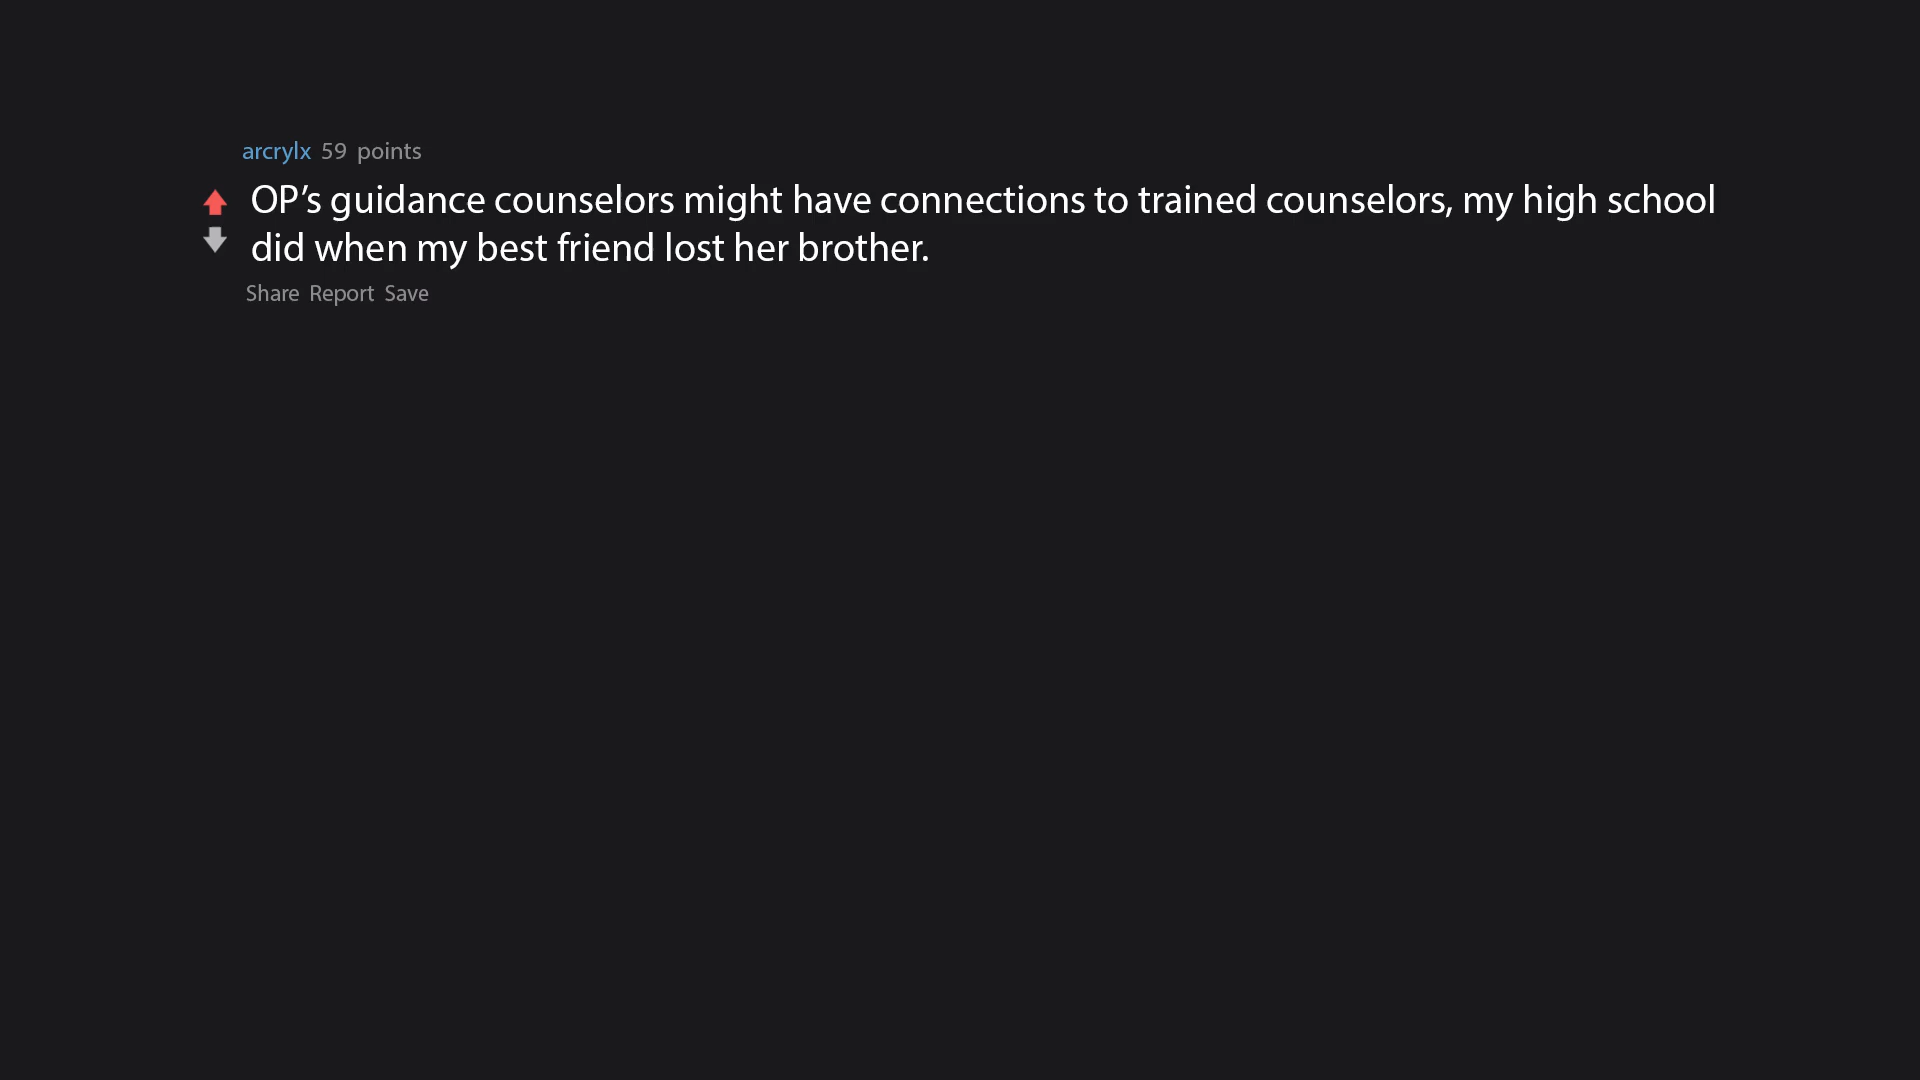 arcrylx 59 points
OP’s guidance counselors might have connections to trained counselors, my high school
did when my best friend lost her brother.
Share Report Save